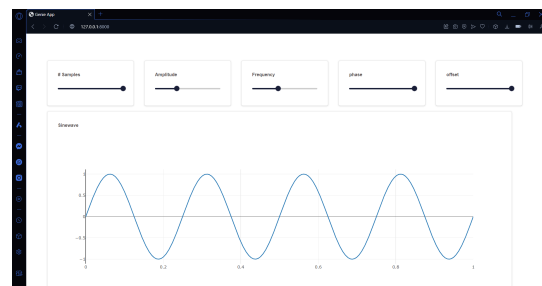 Genie App
127.0.0.1:8000
# Samples
Amplitude
Frequency
phase
offset
Sinewave
1
0.5
0
−0.5
−1
0
0.2
0.4
0.6
0.8
1